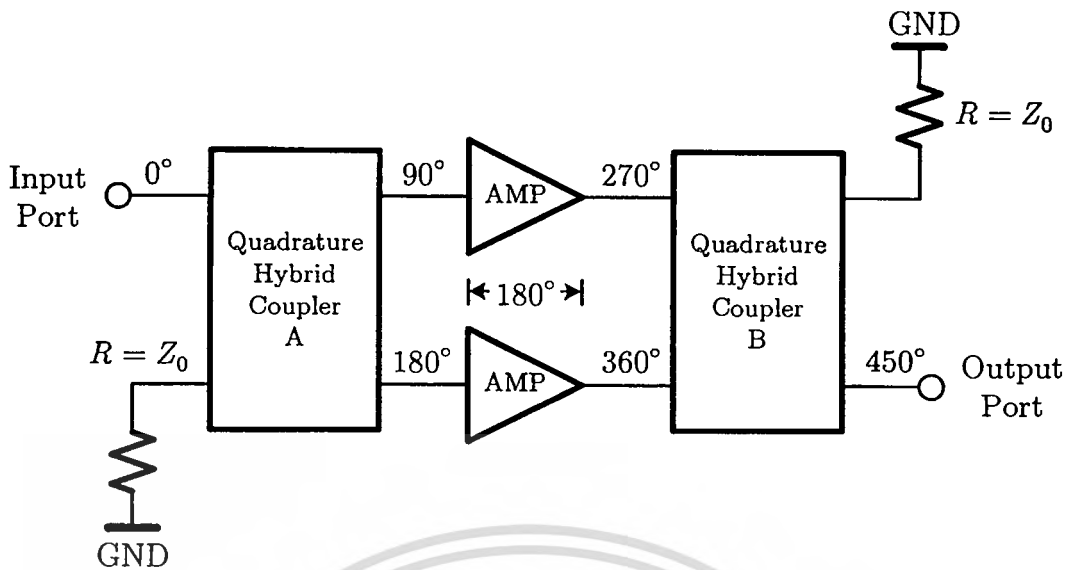 GND
R = Z₀
Input
Port
0°
90°
AMP
270°
Quadrature
Hybrid
Coupler
A
180°
Quadrature
Hybrid
Coupler
B
R = Z₀
180°
AMP
360°
450°
Output
Port
GND